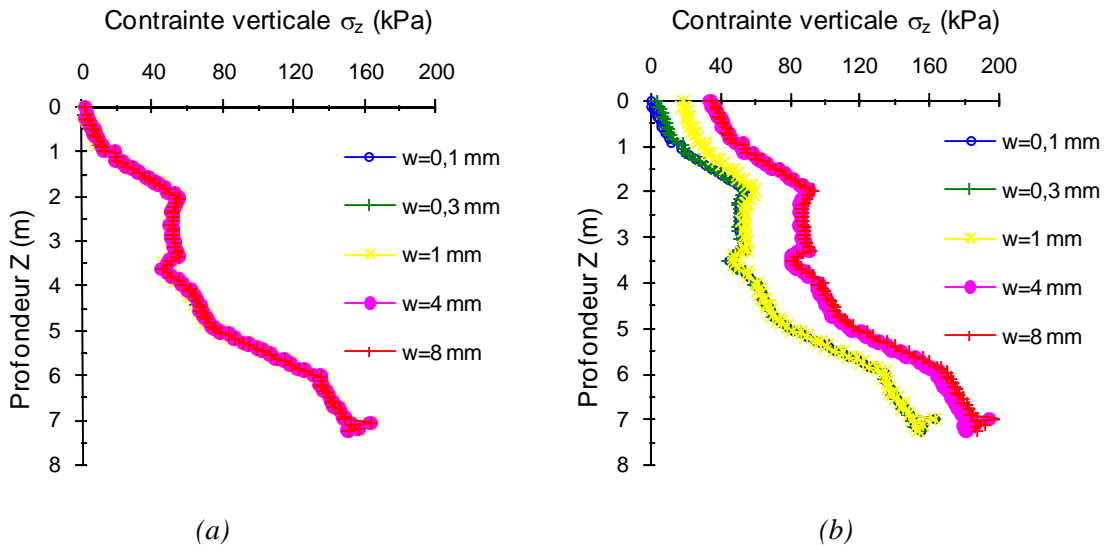 Contrainte verticale σz (kPa)
0 40 80 120 160 200
0
1
2
3
4
5
6
7
8
Profondeur Z (m)
w=0,1 mm
w=0,3 mm
w=1 mm
w=4 mm
w=8 mm
(a)
Contrainte verticale σz (kPa)
0 40 80 120 160 200
0
1
2
3
4
5
6
7
8
Profondeur Z (m)
w=0,1 mm
w=0,3 mm
w=1 mm
w=4 mm
w=8 mm
(b)